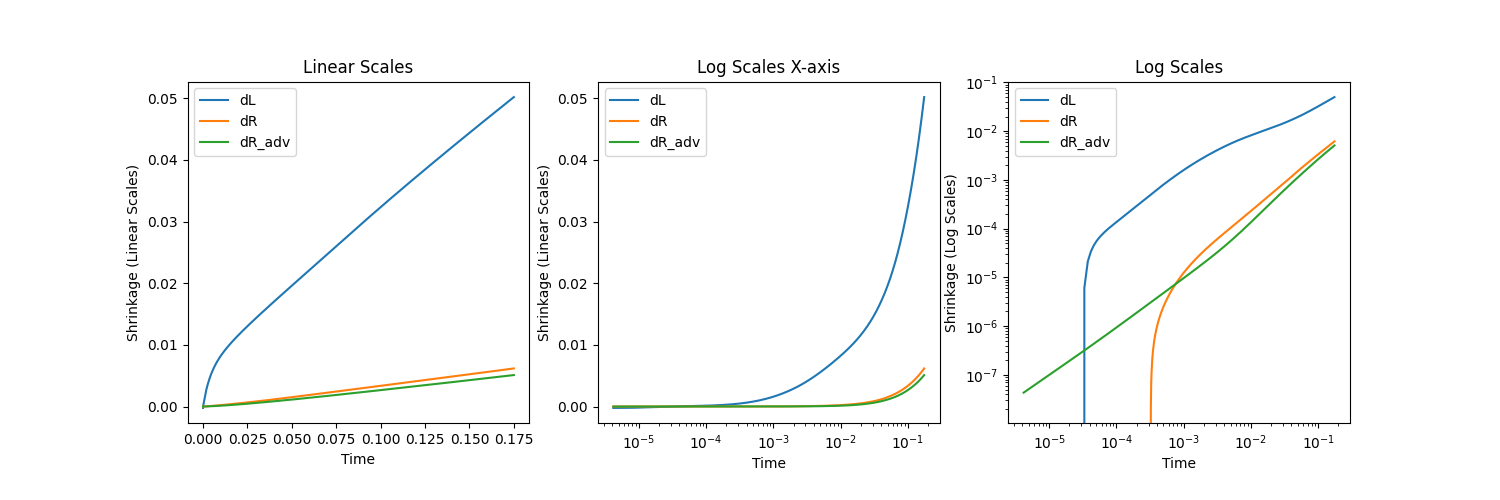 Linear Scales
Shrinkage (Linear Scales)
0.05
0.04
0.03
0.02
0.01
0.00
dL
dR
dR_adv
0.000 0.025 0.050 0.075 0.100 0.125 0.150 0.175
Time
Log Scales X-axis
Shrinkage (Linear Scales)
0.05
0.04
0.03
0.02
0.01
0.00
dL
dR
dR_adv
10⁻⁵ 10⁻⁴ 10⁻³ 10⁻² 10⁻¹
Time
Log Scales
Shrinkage (Log Scales)
10⁻¹
10⁻²
10⁻³
10⁻⁴
10⁻⁵
10⁻⁶
10⁻⁷
dL
dR
dR_adv
10⁻⁵ 10⁻⁴ 10⁻³ 10⁻² 10⁻¹
Time